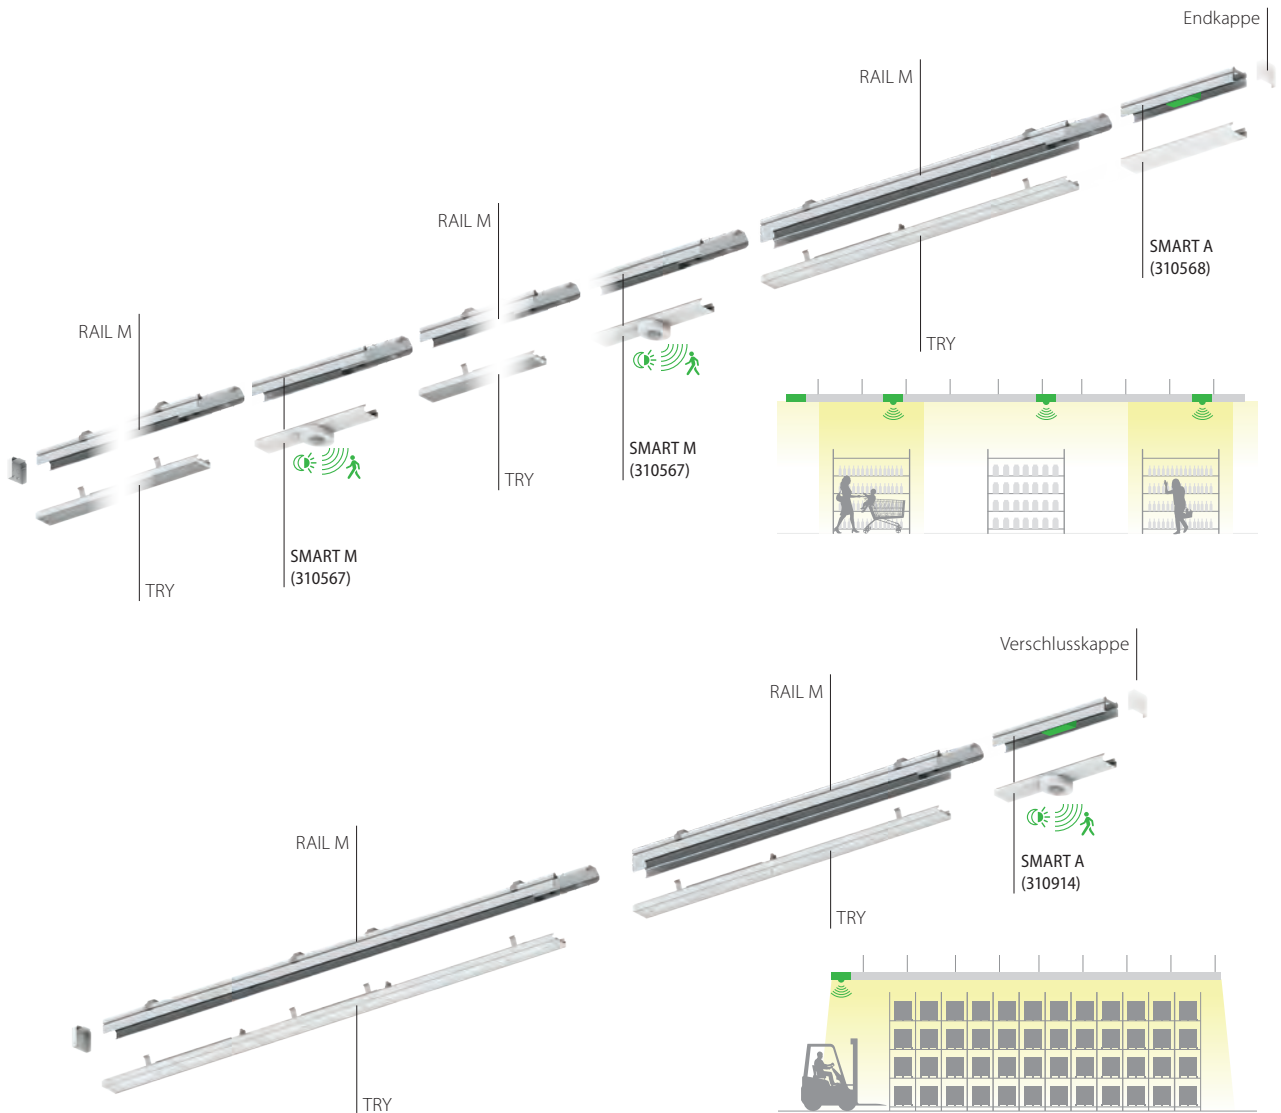 Endkappe
RAIL M
SMART A
(310568)
RAIL M
TRY
RAIL M
SMART M
(310567)
TRY
SMART M
(310567)
TRY
Verschlusskappe
RAIL M
SMART A
(310914)
RAIL M
TRY
TRY